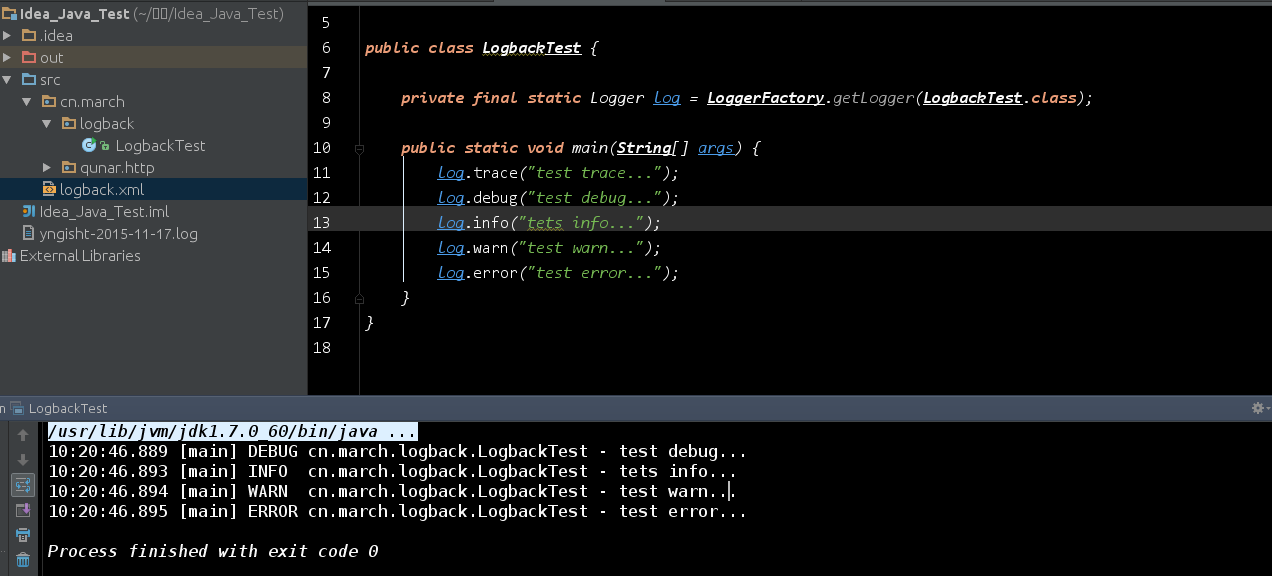 Idea_Java_Test (~/▯▯/Idea_Java_Test)
.idea
out
src
cn.march
logback
LogbackTest
qunar.http
logback.xml
Idea_Java_Test.iml
yngisht-2015-11-17.log
External Libraries
5
6 public class LogbackTest {
7
8 private final static Logger log = LoggerFactory.getLogger(LogbackTest.class);
9
10 public static void main(String[] args) {
11 log.trace("test trace...");
12 log.debug("test debug...");
13 log.info("tets info...");
14 log.warn("test warn...");
15 log.error("test error...");
16 }
17 }
18
n LogbackTest
/usr/lib/jvm/jdk1.7.0_60/bin/java ...
10:20:46.889 [main] DEBUG cn.march.logback.LogbackTest - test debug...
10:20:46.893 [main] INFO  cn.march.logback.LogbackTest - tets info...
10:20:46.894 [main] WARN  cn.march.logback.LogbackTest - test warn...
10:20:46.895 [main] ERROR cn.march.logback.LogbackTest - test error...
Process finished with exit code 0